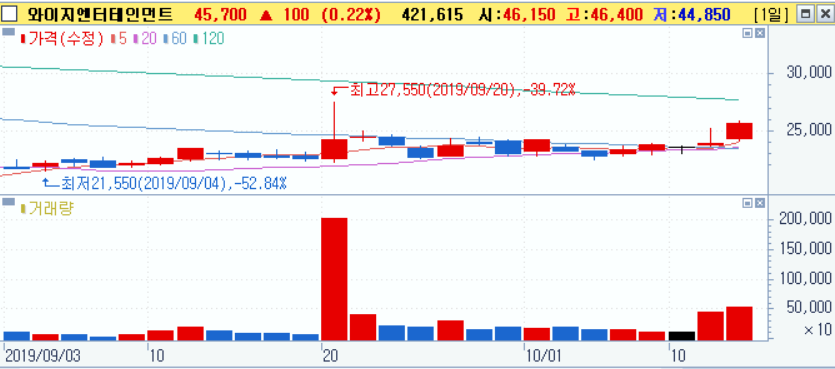 와이지엔터테인먼트 45,700 ▲ 100 (0.22%) 421,615 시:46,150 고:46,400 저:44,850 [1일]
가격(수정) 5 20 60 120
최고27,550(2019/09/20),-39.72%
30,000
25,000
최저21,550(2019/09/04),-52.84%
거래량
200,000
150,000
100,000
50,000
×10
2019/09/03 10 20 10/01 10